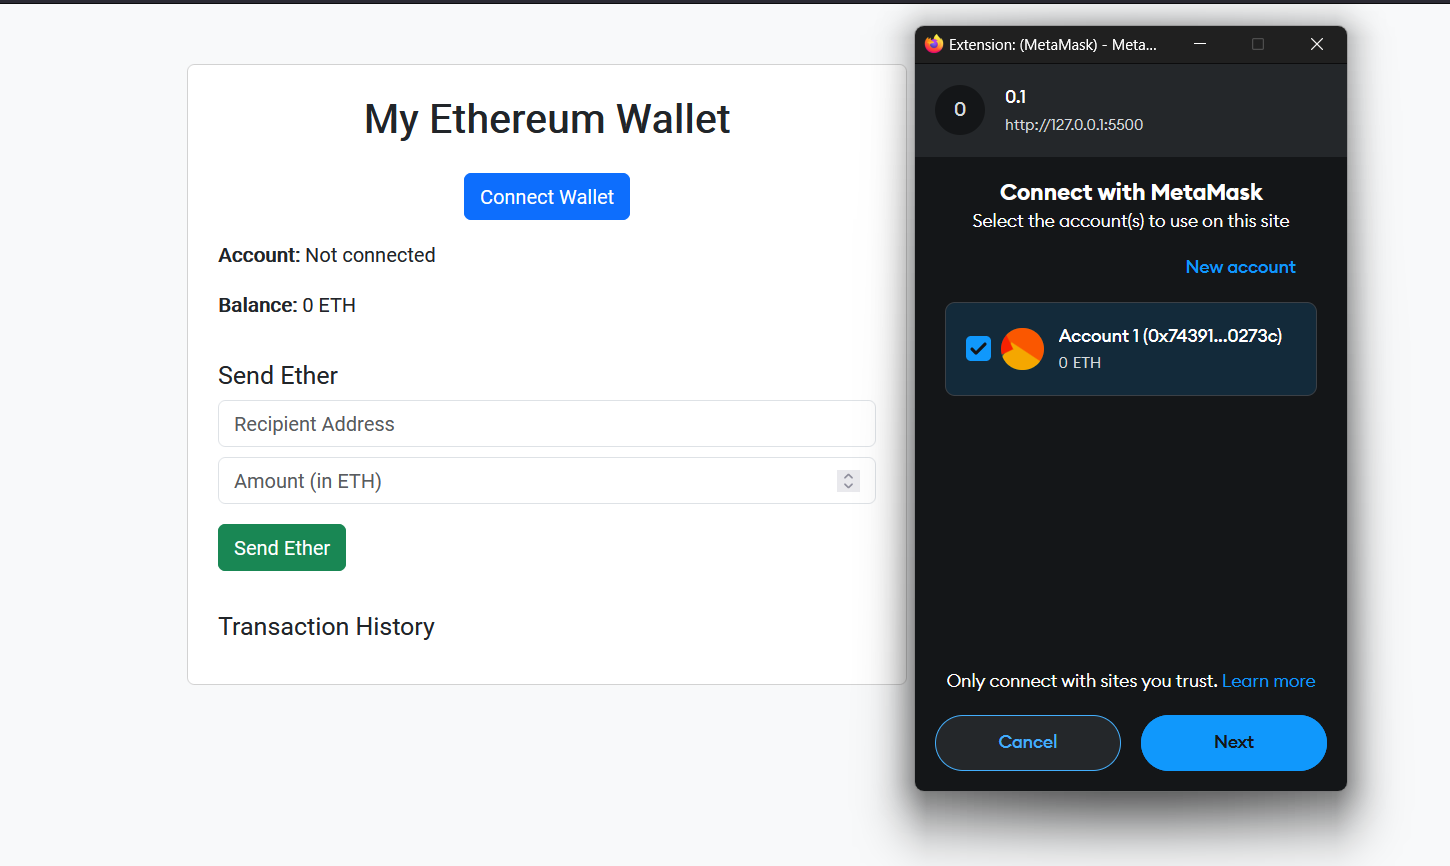 My Ethereum Wallet
Connect Wallet
Account: Not connected
Balance: 0 ETH
Send Ether
Recipient Address
Amount (in ETH)
Send Ether
Transaction History
Extension: (MetaMask) - Meta...
0
0.1
http://127.0.0.1:5500
Connect with MetaMask
Select the account(s) to use on this site
New account
Account 1 (0x74391...0273c)
0 ETH
Only connect with sites you trust. Learn more
Cancel
Next